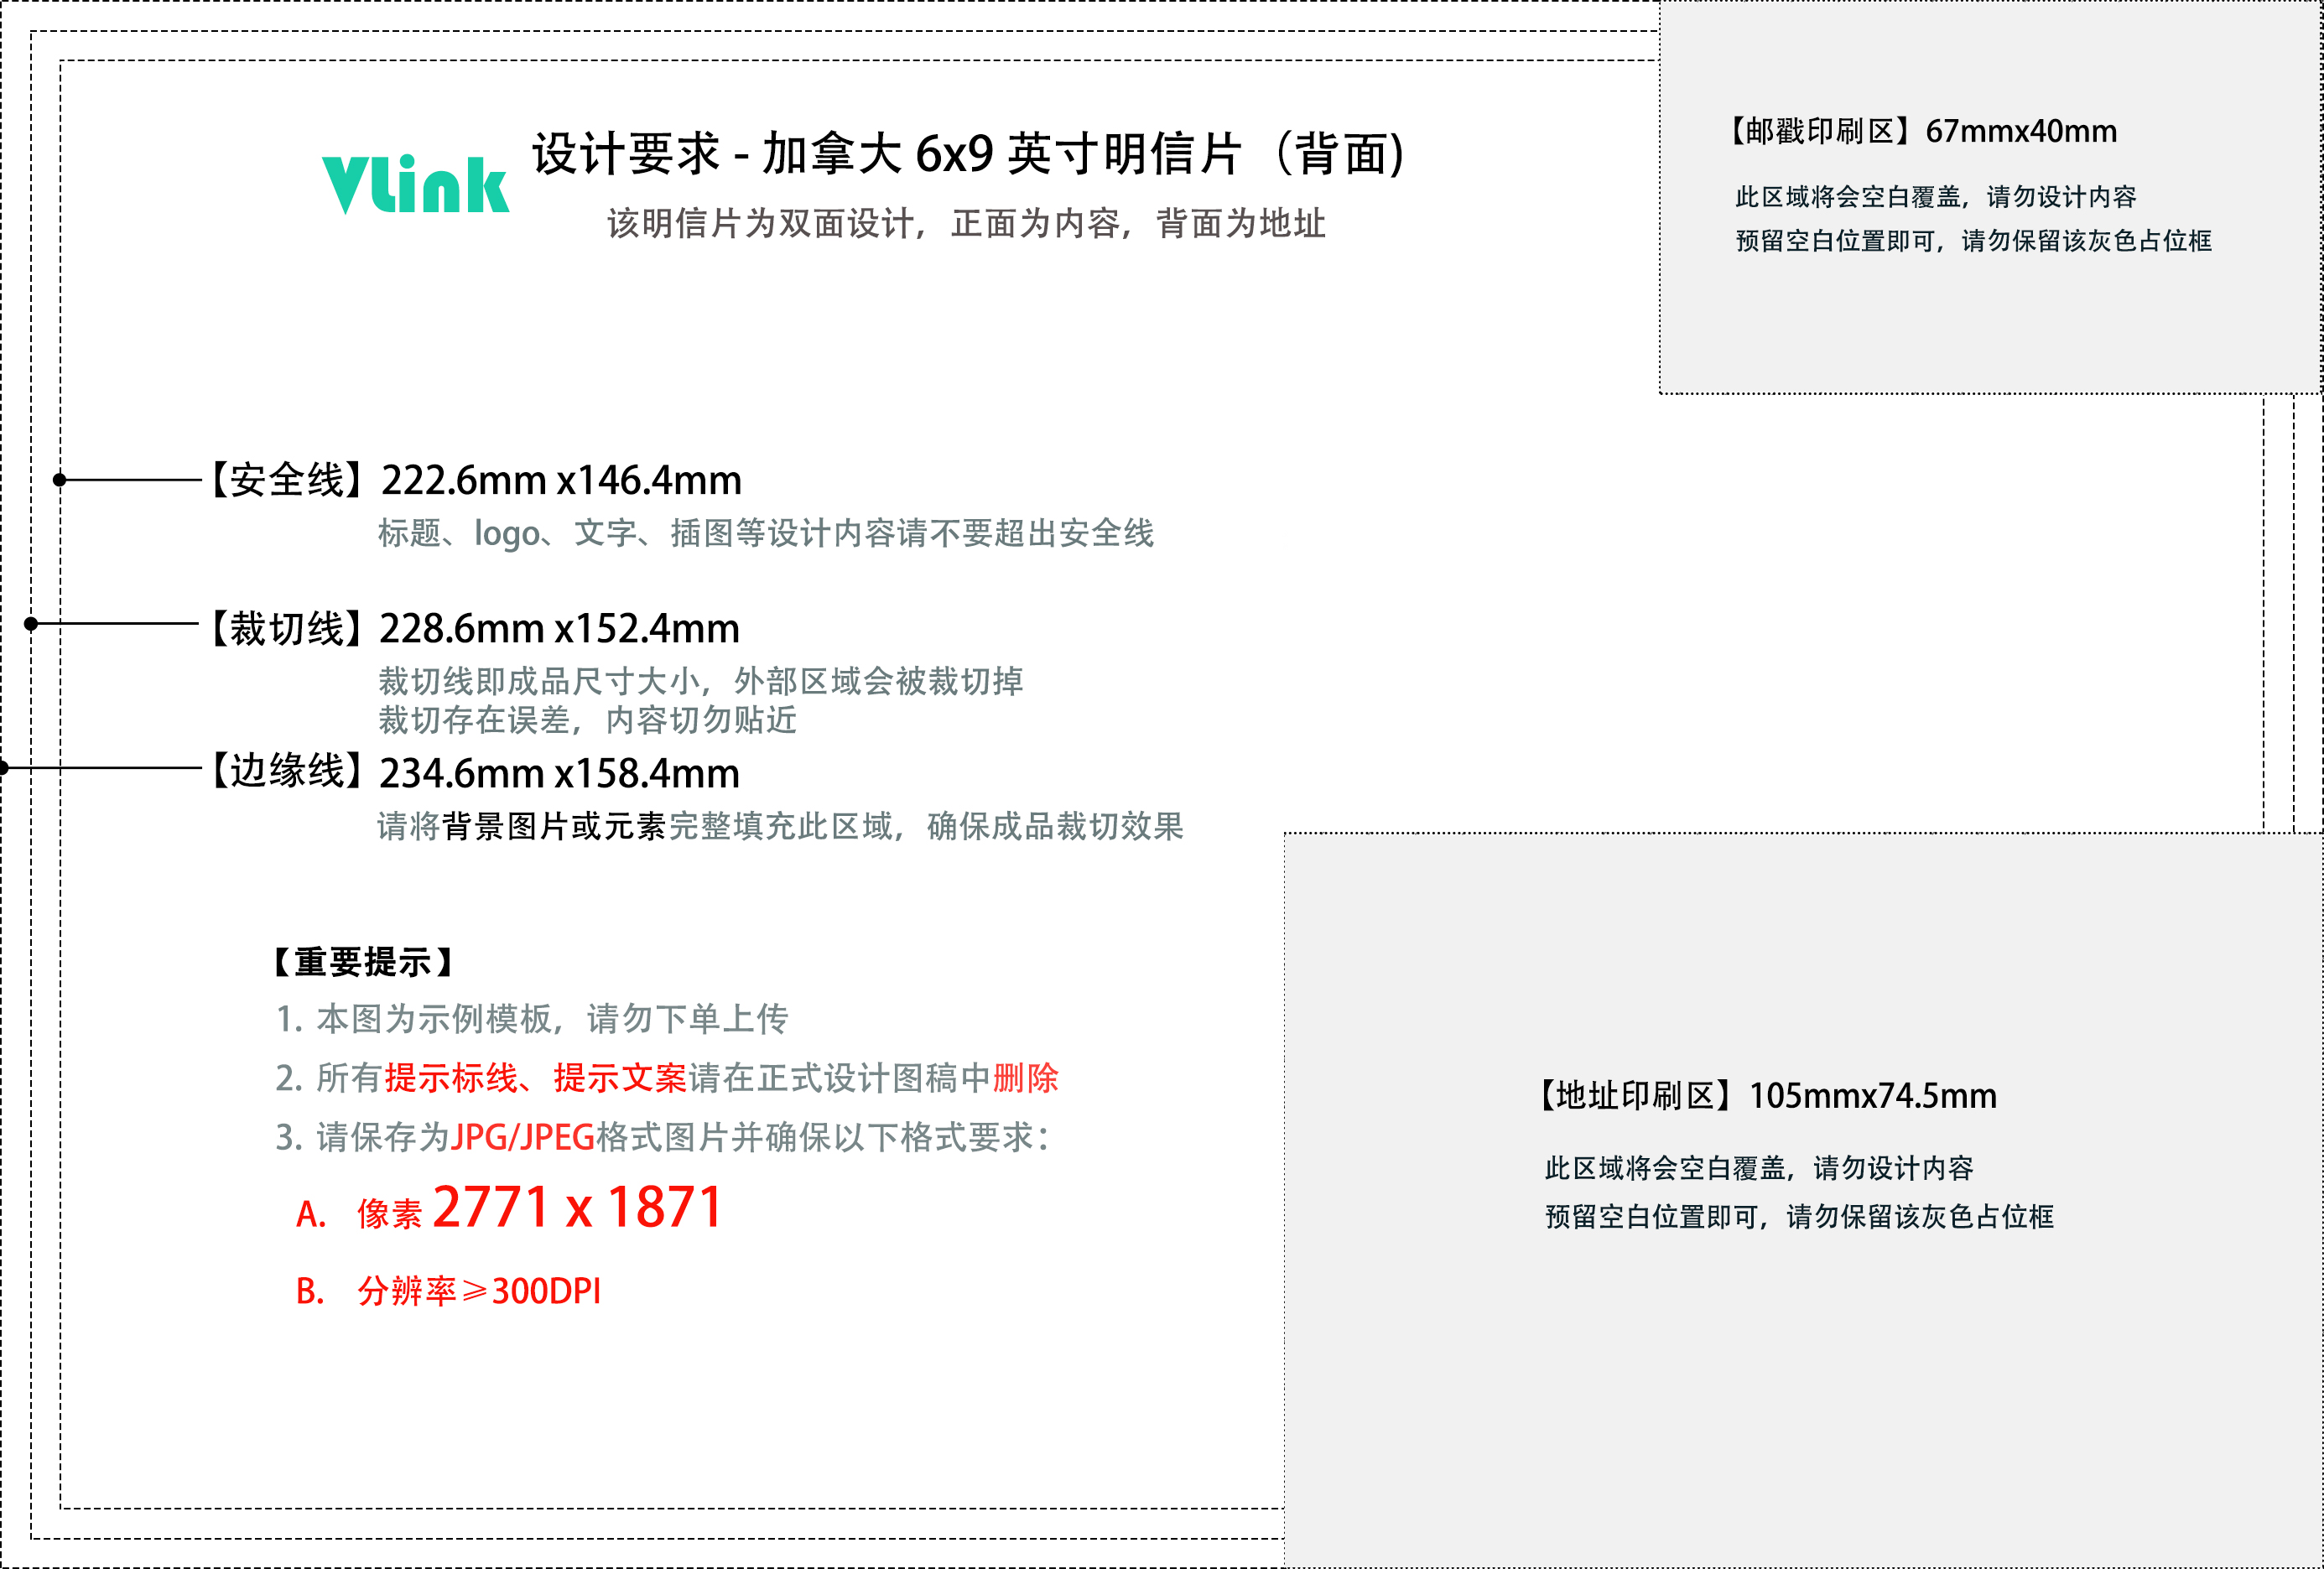 Vlink
设计要求 - 加拿大 6x9 英寸明信片（背面)
该明信片为双面设计，正面为内容，背面为地址
【邮戳印刷区】67mmx40mm
此区域将会空白覆盖，请勿设计内容
预留空白位置即可，请勿保留该灰色占位框
【安全线】222.6mm x146.4mm
标题、logo、文字、插图等设计内容请不要超出安全线
【裁切线】228.6mm x152.4mm
裁切线即成品尺寸大小，外部区域会被裁切掉
裁切存在误差，内容切勿贴近
【边缘线】234.6mm x158.4mm
请将背景图片或元素完整填充此区域，确保成品裁切效果
【重要提示】
1. 本图为示例模板，请勿下单上传
2. 所有提示标线、提示文案请在正式设计图稿中删除
3. 请保存为JPG/JPEG格式图片并确保以下格式要求：
A. 像素 2771 x 1871
B. 分辨率≥300DPI
【地址印刷区】105mmx74.5mm
此区域将会空白覆盖，请勿设计内容
预留空白位置即可，请勿保留该灰色占位框